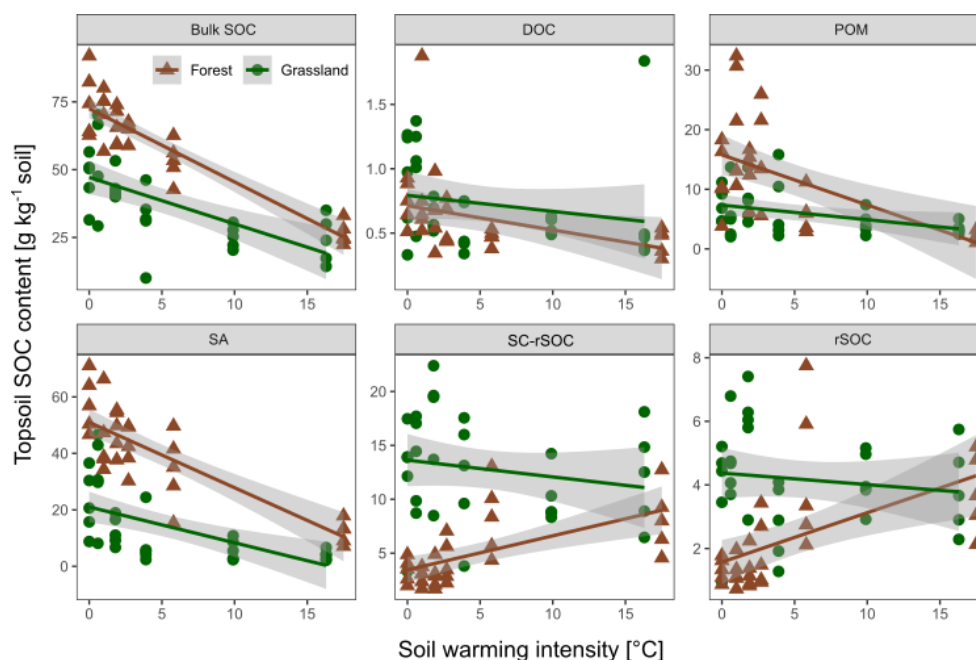 Bulk SOC
DOC
POM
Forest Grassland
75
50
25
0 5 10 15
1.5
1.0
0.5
0 5 10 15
30
20
10
0
0 5 10 15
SA
SC-rSOC
rSOC
60
40
20
0
0 5 10 15
20
15
10
5
0 5 10 15
8
6
4
2
0 5 10 15
Topsoil SOC content [g kg⁻¹ soil]
Soil warming intensity [°C]